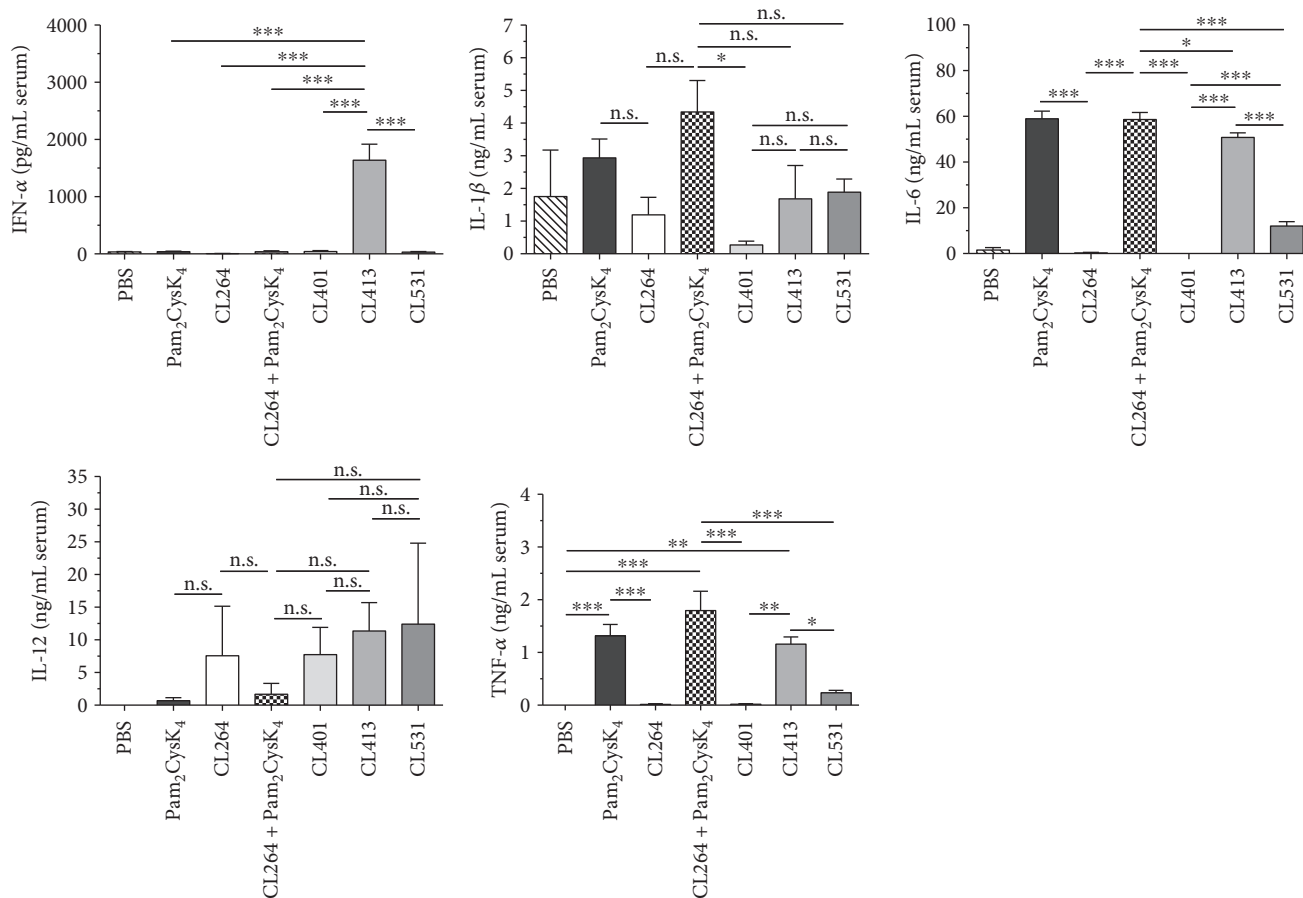 IFN-α (pg/mL serum)
4000
3000
2000
1000
0
***
***
***
***
***
PBS
Pam₂CysK₄
CL264
CL264 + Pam₂CysK₄
CL401
CL413
CL531
IL-1β (ng/mL serum)
7
6
5
4
3
2
1
0
n.s.
n.s.
n.s.
*
n.s.
n.s.
n.s.
n.s.
PBS
Pam₂CysK₄
CL264
CL264 + Pam₂CysK₄
CL401
CL413
CL531
IL-6 (ng/mL serum)
100
80
60
40
20
0
***
*
***
***
***
***
***
***
PBS
Pam₂CysK₄
CL264
CL264 + Pam₂CysK₄
CL401
CL413
CL531
IL-12 (ng/mL serum)
35
30
25
20
15
10
5
0
n.s.
n.s.
n.s.
n.s.
n.s.
n.s.
n.s.
n.s.
PBS
Pam₂CysK₄
CL264
CL264 + Pam₂CysK₄
CL401
CL413
CL531
TNF-α (ng/mL serum)
4
3
2
1
0
***
***
**
***
***
***
**
*
PBS
Pam₂CysK₄
CL264
CL264 + Pam₂CysK₄
CL401
CL413
CL531